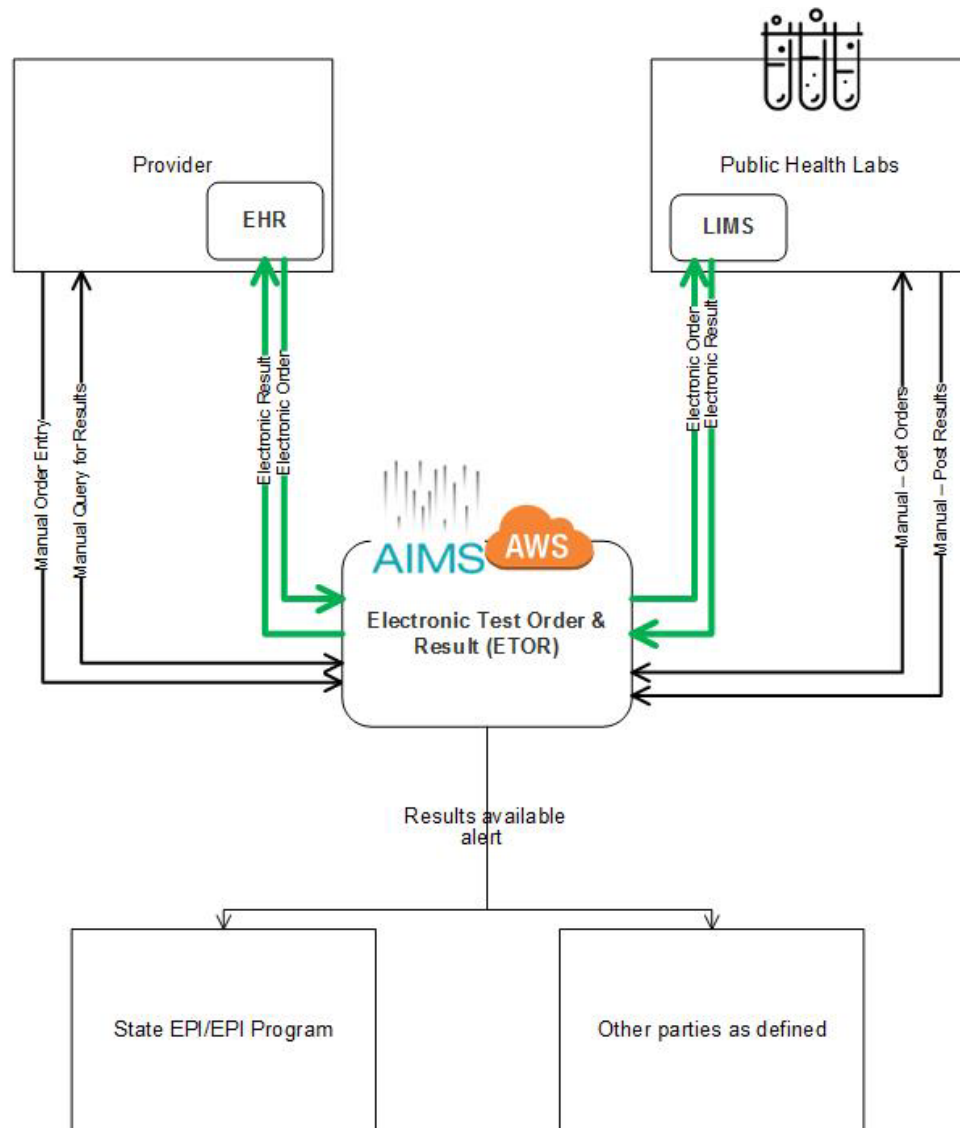 Provider
EHR
Public Health Labs
LIMS
Manual Order Entry
Manual Query for Results
Electronic Result
Electronic Order
Electronic Order
Electronic Result
Manual – Get Orders
Manual – Post Results
AIMS
AWS
Electronic Test Order &
Result (ETOR)
Results available
alert
State EPI/EPI Program
Other parties as defined